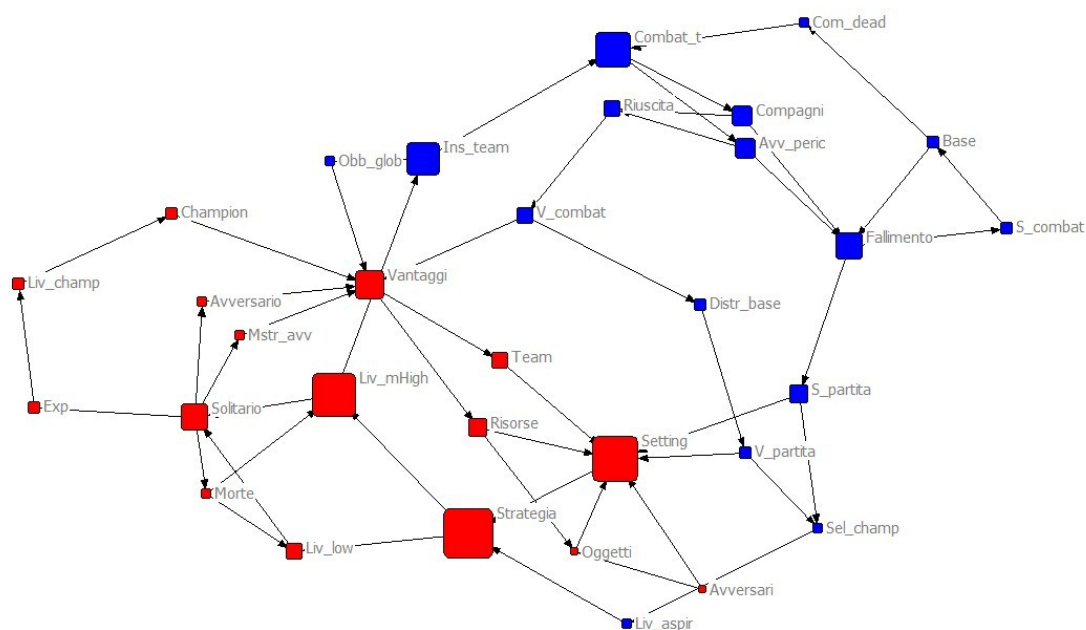 Com_dead
Combat_t
Riuscita
Compagni
Base
Avv_peric
Ins_team
Obb_glob
Champion
V_combat
S_combat
Fallimento
Vantaggi
Liv_champ
Avversario
Distr_base
Mstr_avv
Team
Liv_mHigh
S_partita
Exp
Solitario
Risorse
Setting
V_partita
Morte
Strategia
Sel_champ
Liv_low
Oggetti
Avversari
Liv_aspir